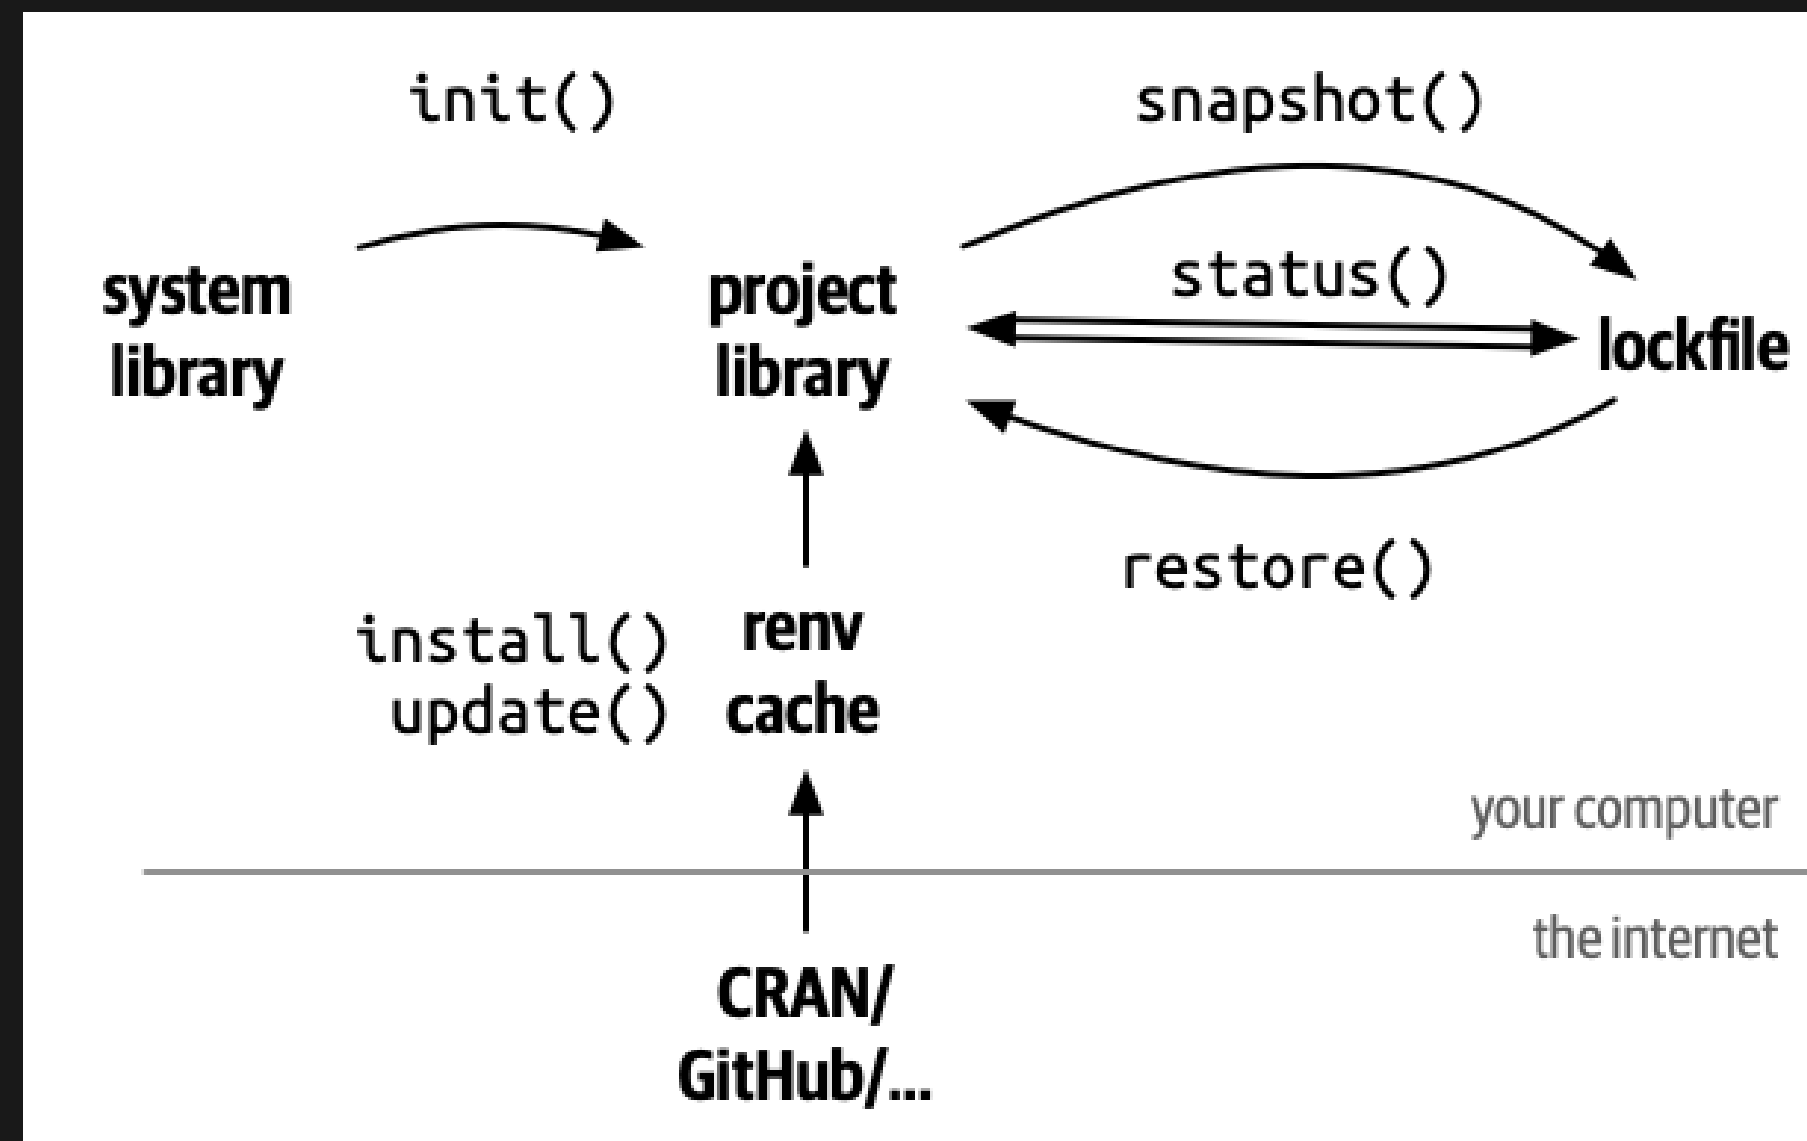 init()
snapshot()
system
library
project
library
status()
lockfile
restore()
install()
update()
renv
cache
your computer
the internet
CRAN/
GitHub/...